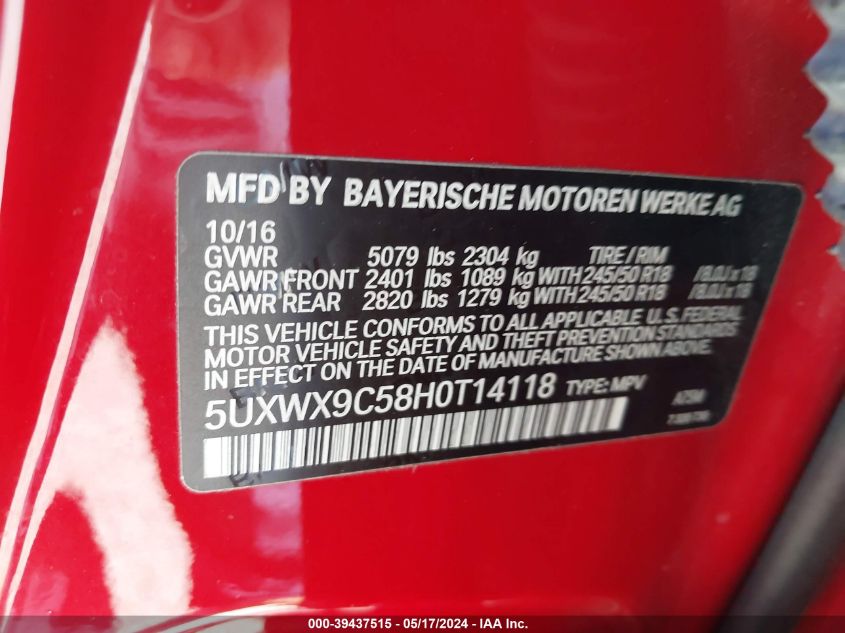 MFD BY BAYERISCHE MOTOREN WERKE AG
10/16
GVWR 5079 lbs 2304 kg TIRE / RIM
GAWR FRONT 2401 lbs 1089 kg WITH 245/50 R18 / 8.0J x 18
GAWR REAR 2820 lbs 1279 kg WITH 245/50 R18 / 8.0J x 18
THIS VEHICLE CONFORMS TO ALL APPLICABLE U.S. FEDERAL
MOTOR VEHICLE SAFETY AND THEFT PREVENTION STANDARDS
IN EFFECT ON THE DATE OF MANUFACTURE SHOWN ABOVE.
5UXWX9C58H0T14118 TYPE: MPV
000-39437515 - 05/17/2024 - IAA Inc.